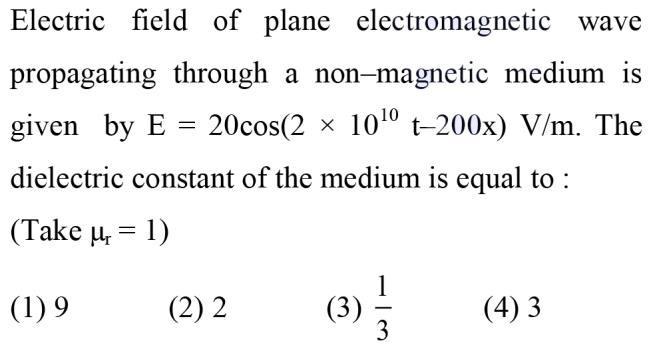 Electric field of plane electromagnetic wave
propagating through a non–magnetic medium is
given by E = 20cos(2 × 10¹⁰ t–200x) V/m. The
dielectric constant of the medium is equal to :
(Take μᵣ = 1)
(1) 9 (2) 2 (3) 1/3 (4) 3